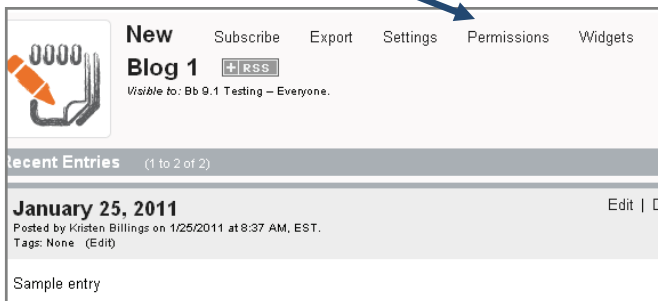 New Blog 1
Subscribe Export Settings Permissions Widgets
+ RSS
Visible to: Bb 9.1 Testing – Everyone.
Recent Entries (1 to 2 of 2)
January 25, 2011
Edit |
Posted by Kristen Billings on 1/25/2011 at 8:37 AM, EST.
Tags: None (Edit)
Sample entry